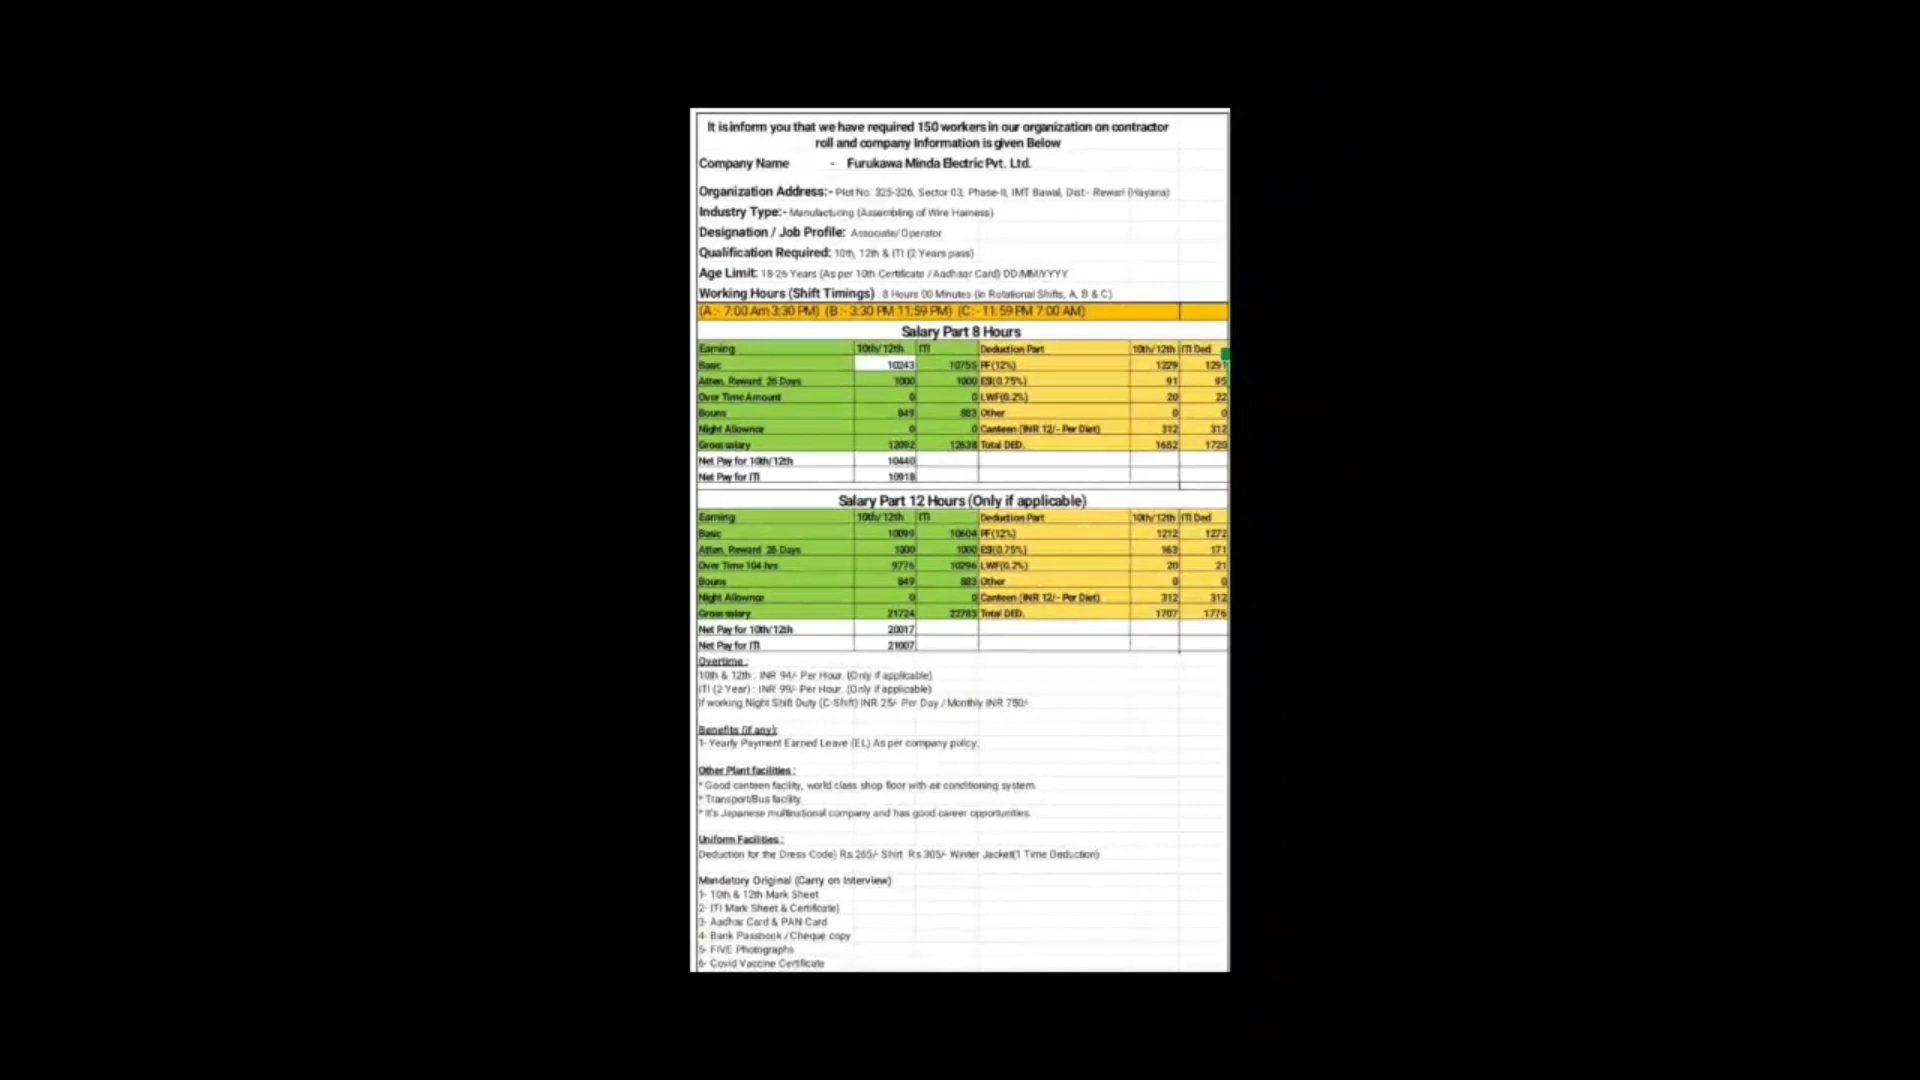 It is inform you that we have required 150 workers in our organization on contractor
roll and company Information is given Below
Company Name - Furukawa Minda Electric Pvt. Ltd.
Organization Address:- Plot No. 325-326, Sector 03, Phase-II, IMT Bawal, Dist:- Rewari (Hayana)
Industry Type:- Manufacturing (Assembling of Wire Harness)
Designation / Job Profile: Associate/Operator
Qualification Required: 10th, 12th & ITI (2 Years pass)
Age Limit: 18-26 Years (As per 10th Certificate / Aadhaar Card) DD/MM/YYYY
Working Hours (Shift Timings) : 8 Hours 00 Minutes (in Rotational Shifts, A, B & C)
(A:- 7:00 Am 3:30 PM) (B:- 3:30 PM 11:59 PM) (C:- 11:59 PM 7:00 AM)
Salary Part 8 Hours
Earning 10th/12th ITI Deduction Part 10th/12th ITI Ded
Basic 10243 10755 PF(12%) 1229 1291
Atten. Reward 26 Days 1000 1000 ESI(0.75%) 91 95
Over Time Amount 0 0 LWF(0.2%) 20 22
Bouns 849 883 Other 0 0
Night Allownce 0 0 Canteen (INR 12/- Per Diet) 312 312
Gross salary 12092 12638 Total DED. 1652 1720
Net Pay for 10th/12th 10440
Net Pay for ITI 10918
Salary Part 12 Hours (Only if applicable)
Earning 10th/12th ITI Deduction Part 10th/12th ITI Ded
Basic 10099 10604 PF(12%) 1212 1272
Atten. Reward 26 Days 1000 1000 ESI(0.75%) 163 171
Over Time 104 hrs 9776 10296 LWF(0.2%) 20 21
Bouns 849 883 Other 0 0
Night Allownce 0 0 Canteen (INR 12/- Per Diet) 312 312
Gross salary 21724 22783 Total DED. 1707 1776
Net Pay for 10th/12th 20017
Net Pay for ITI 21007
Overtime :
10th & 12th : INR 94/- Per Hour. (Only if applicable)
ITI (2 Year) : INR 99/- Per Hour. (Only if applicable)
If working Night Shift Duty (C-Shift) INR 25/- Per Day / Monthly INR 750/-
Benefits (if any):
1- Yearly Payment Earned Leave (EL) As per company policy.
Other Plant facilities :
* Good canteen facility, world class shop floor with air conditioning system.
* Transport/Bus facility
* It's Japanese multinational company and has good career opportunities.
Uniform Facilities :
Deduction for the Dress Code) Rs.265/- Shirt Rs.305/- Winter Jacket(1 Time Deduction)
Mandatory Original (Carry on Interview)
1- 10th & 12th Mark Sheet
2- ITI Mark Sheet & Certificate)
3- Aadhar Card & PAN Card
4- Bank Passbook / Cheque copy
5- FIVE Photographs
6- Covid Vaccine Certificate